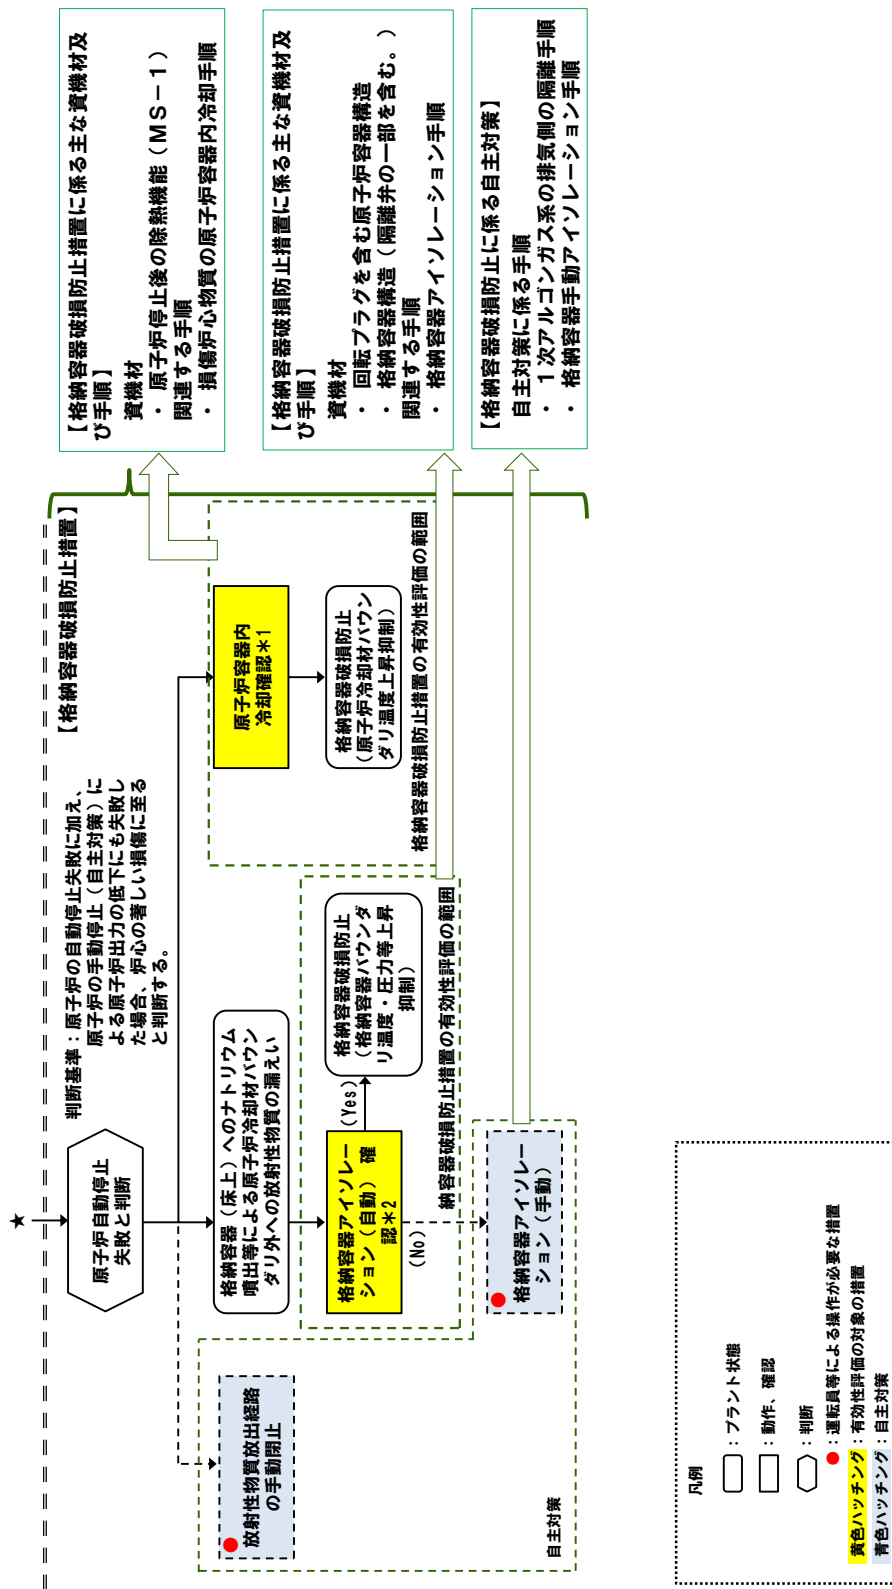 ★
原子炉自動停止
失敗と判断
判断基準：原子炉の自動停止失敗に加え、
原子炉の手動停止（自主対策）に
よる原子炉出力の低下にも失敗し
た場合、炉心の著しい損傷に至る
と判断する。
【格納容器破損防止措置】
放射性物質放出経路
の手動閉止
自主対策
格納容器（床上）へのナトリウム
噴出等による原子炉冷却材バウン
ダリ外への放射性物質の漏えい
格納容器アイソレー
ション（自動）確
認＊2
(Yes)
(No)
格納容器破損防止
（格納容器バウンダ
リ温度・圧力等上昇
抑制）
納容器破損防止措置の有効性評価の範囲
格納容器アイソレー
ション（手動）
原子炉容器内
冷却確認＊1
格納容器破損防止
（原子炉冷却材バウン
ダリ温度上昇抑制）
格納容器破損防止措置の有効性評価の範囲
【格納容器破損防止措置に係る主な資機材及
び手順】
資機材
・ 原子炉停止後の除熱機能（ＭＳ－１）
関連する手順
・ 損傷炉心物質の原子炉容器内冷却手順
【格納容器破損防止措置に係る主な資機材及
び手順】
資機材
・ 回転プラグを含む原子炉容器構造
・ 格納容器構造（隔離弁の一部を含む。）
関連する手順
・ 格納容器アイソレーション手順
【格納容器破損防止に係る自主対策】
自主対策に係る手順
・ １次アルゴンガス系の排気側の隔離手順
・ 格納容器手動アイソレーション手順
凡例
：プラント状態
：動作、確認
：判断
：運転員等による操作が必要な措置
黄色ハッチング：有効性評価の対象の措置
青色ハッチング：自主対策